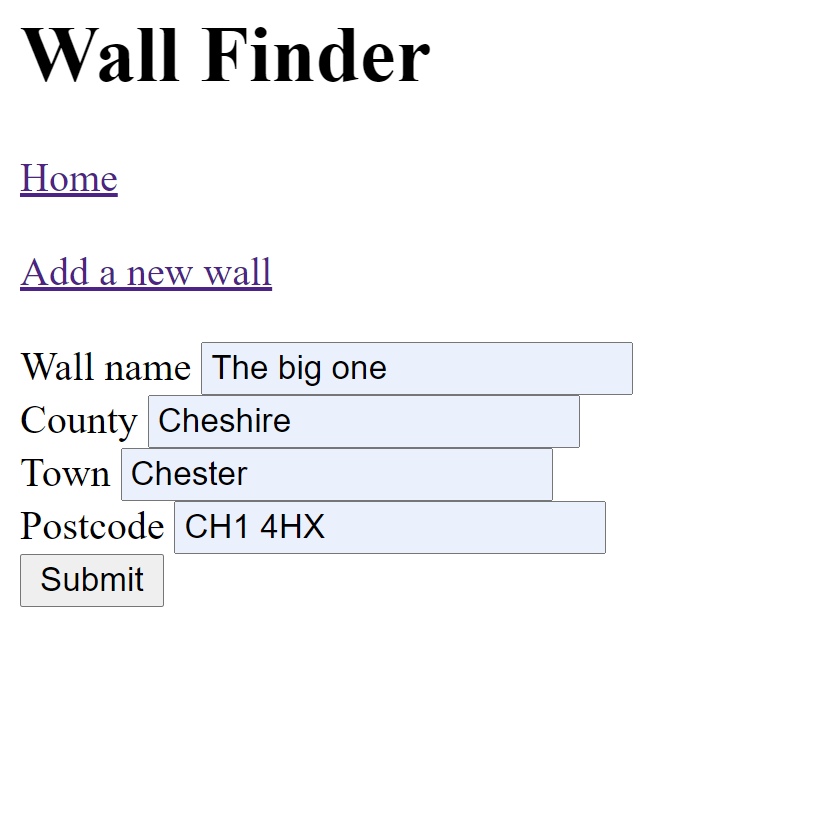 Wall Finder
Home
Add a new wall
Wall name The big one
County Cheshire
Town Chester
Postcode CH1 4HX
Submit